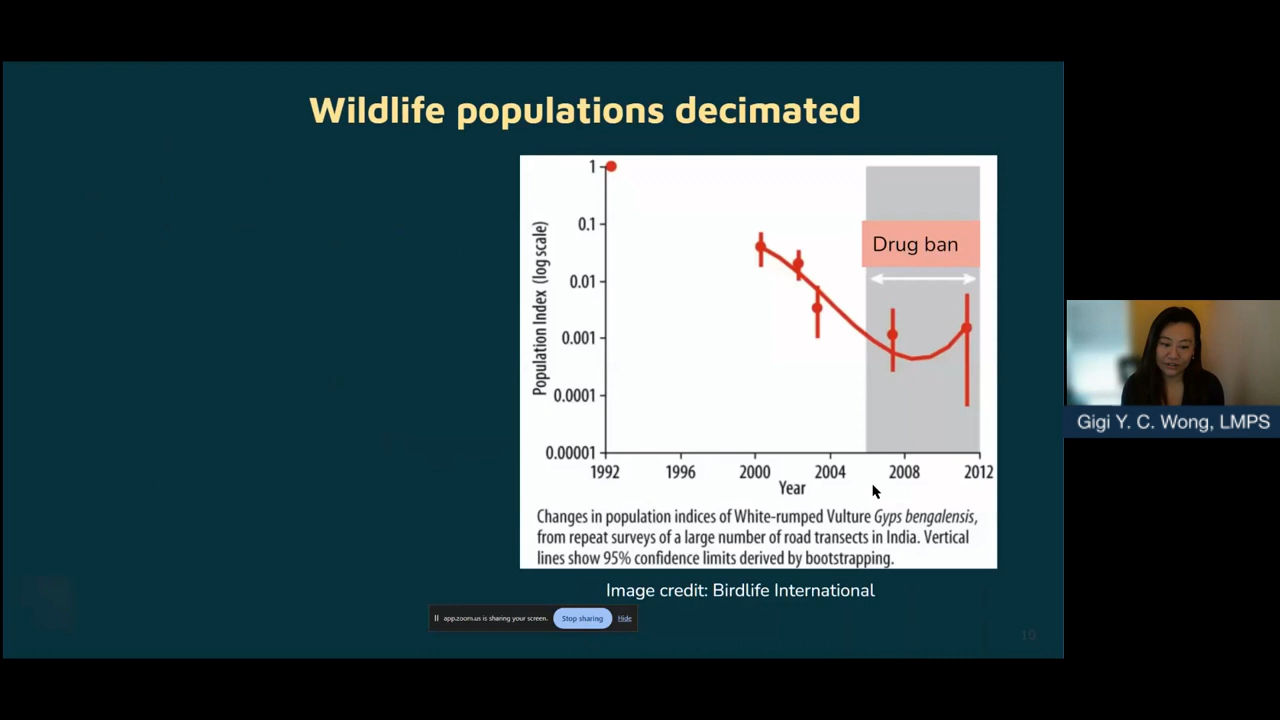 Wildlife populations decimated
1
0.1
0.01
0.001
0.0001
0.00001
Population Index (log scale)
Drug ban
1992 1996 2000 2004 2008 2012
Year
Changes in population indices of White-rumped Vulture Gyps bengalensis,
from repeat surveys of a large number of road transects in India. Vertical
lines show 95% confidence limits derived by bootstrapping.
Image credit: Birdlife International
app.zoom.us is sharing your screen. Stop sharing Hide
10
Gigi Y. C. Wong, LMPS